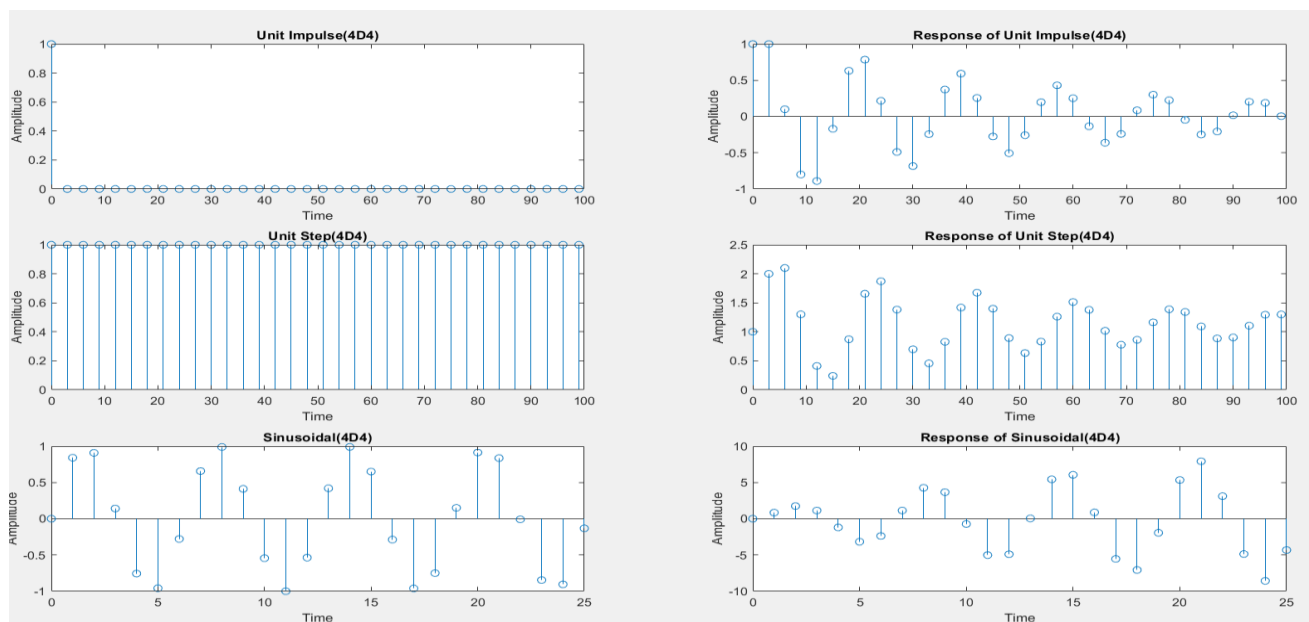 Unit Impulse(4D4)
Amplitude
1
0.8
0.6
0.4
0.2
0
0 10 20 30 40 50 60 70 80 90 100
Time
Response of Unit Impulse(4D4)
Amplitude
1
0.5
0
-0.5
-1
0 10 20 30 40 50 60 70 80 90 100
Time
Unit Step(4D4)
Amplitude
1
0.8
0.6
0.4
0.2
0
0 10 20 30 40 50 60 70 80 90 100
Time
Response of Unit Step(4D4)
Amplitude
2.5
2
1.5
1
0.5
0
0 10 20 30 40 50 60 70 80 90 100
Time
Sinusoidal(4D4)
Amplitude
1
0.5
0
-0.5
-1
0 5 10 15 20 25
Time
Response of Sinusoidal(4D4)
Amplitude
10
5
0
-5
-10
0 5 10 15 20 25
Time